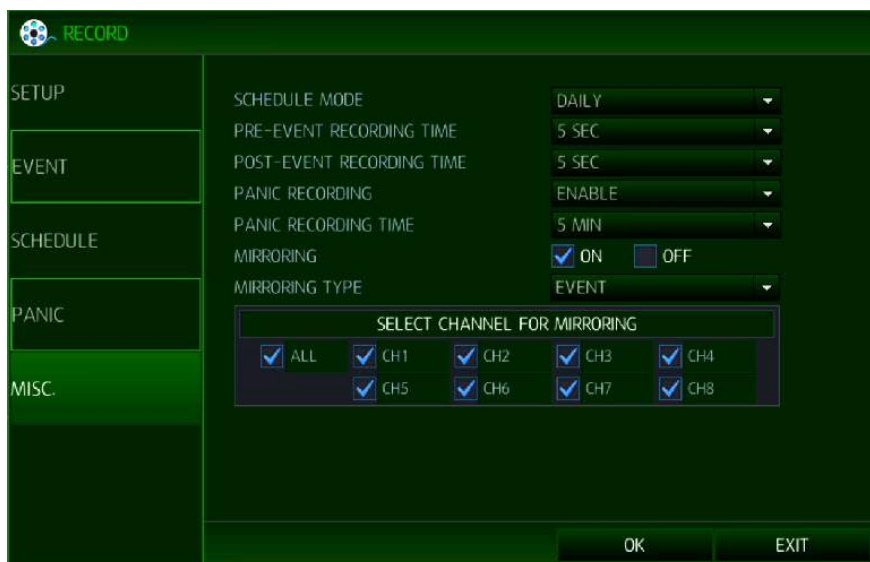 RECORD
SETUP
EVENT
SCHEDULE
PANIC
MISC.
SCHEDULE MODE DAILY
PRE-EVENT RECORDING TIME 5 SEC
POST-EVENT RECORDING TIME 5 SEC
PANIC RECORDING ENABLE
PANIC RECORDING TIME 5 MIN
MIRRORING ON OFF
MIRRORING TYPE EVENT
SELECT CHANNEL FOR MIRRORING
ALL CH1 CH2 CH3 CH4
CH5 CH6 CH7 CH8
OK EXIT